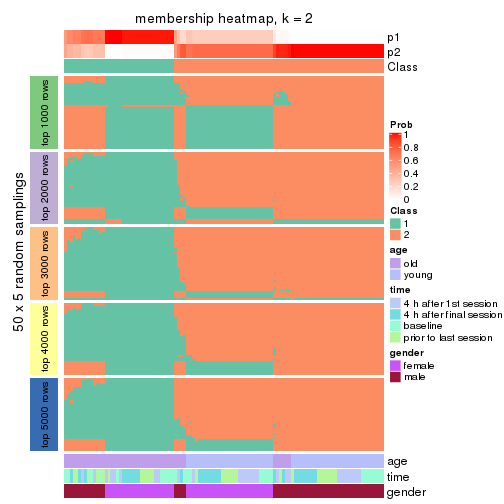 membership heatmap, k = 2
p1
p2
Class
50 x 5 random samplings
top 1000 rows
top 2000 rows
top 3000 rows
top 4000 rows
top 5000 rows
age
time
gender
Prob
1
0.8
0.6
0.4
0.2
0
Class
1
2
age
old
young
time
4 h after 1st session
4 h after final session
baseline
prior to last session
gender
female
male